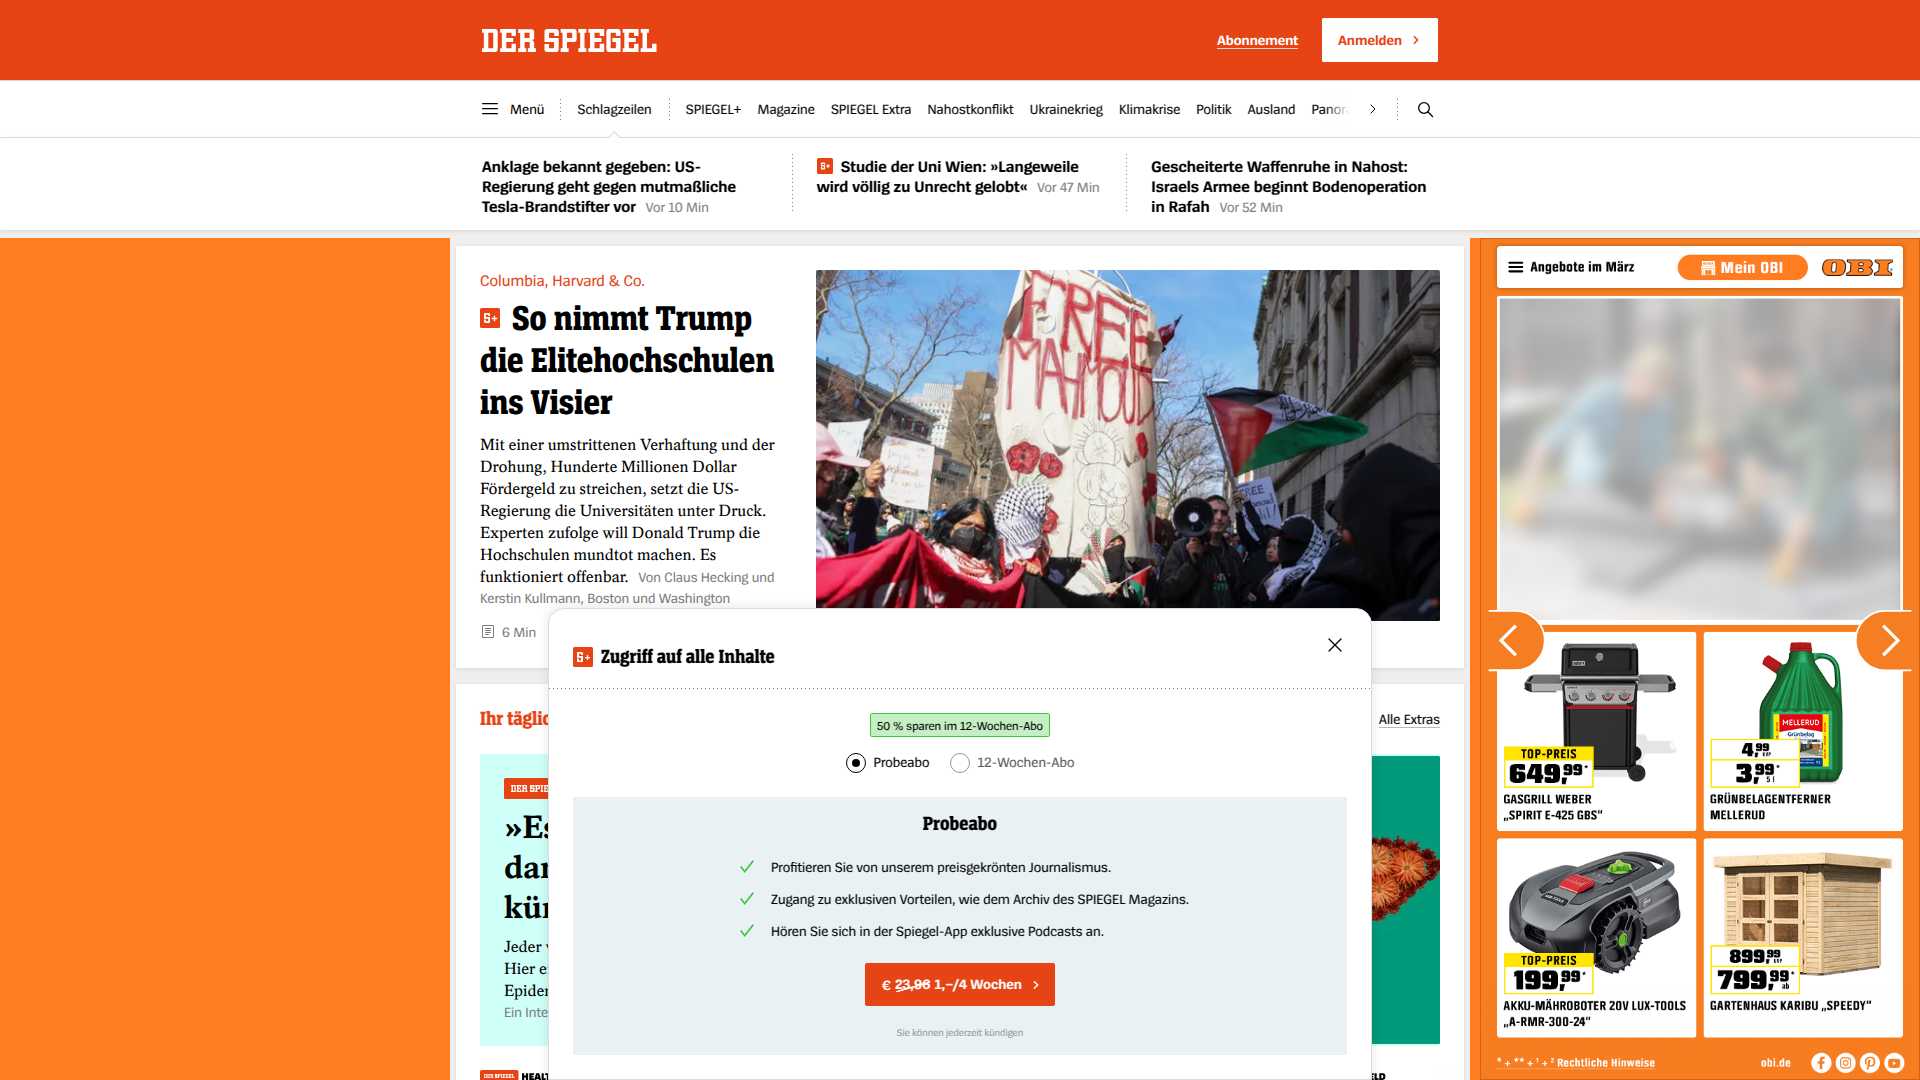 DER SPIEGEL
Abonnement
Anmelden
Menü
Schlagzeilen
SPIEGEL+
Magazine
SPIEGEL Extra
Nahostkonflikt
Ukrainekrieg
Klimakrise
Politik
Ausland
Anklage bekannt gegeben: US-
Regierung geht gegen mutmaßliche
Tesla-Brandstifter vor Vor 10 Min
S+ Studie der Uni Wien: »Langeweile
wird völlig zu Unrecht gelobt« Vor 47 Min
Gescheiterte Waffenruhe in Nahost:
Israels Armee beginnt Bodenoperation
in Rafah Vor 52 Min
Columbia, Harvard & Co.
S+ So nimmt Trump
die Elitehochschulen
ins Visier
Mit einer umstrittenen Verhaftung und der
Drohung, Hunderte Millionen Dollar
Fördergeld zu streichen, setzt die US-
Regierung die Universitäten unter Druck.
Experten zufolge will Donald Trump die
Hochschulen mundtot machen. Es
funktioniert offenbar. Von Claus Hecking und
Kerstin Kullmann, Boston und Washington
6 Min
FREE
MAHMOUD
FREE
Ihr täglic
Alle Extras
DER SPIE
»Es
dar
kür
Jeder
Hier e
Epider
Ein Inte
DER SPIEGEL HEALT
S+ Zugriff auf alle Inhalte
50 % sparen im 12-Wochen-Abo
Probeabo
12-Wochen-Abo
Probeabo
Profitieren Sie von unserem preisgekrönten Journalismus.
Zugang zu exklusiven Vorteilen, wie dem Archiv des SPIEGEL Magazins.
Hören Sie sich in der Spiegel-App exklusive Podcasts an.
€ 23,96 1,–/4 Wochen
Sie können jederzeit kündigen
Angebote im März
Mein OBI
OBI
TOP-PREIS
649,99*
GASGRILL WEBER
„SPIRIT E-425 GBS“
MELLERUD
Grünbelag
4,99
3,99*
5 l
GRÜNBELAGENTFERNER
MELLERUD
TOP-PREIS
199,99*
AKKU-MÄHROBOTER 20V LUX-TOOLS
„A-RMR-300-24“
899,99
799,99*
ab
GARTENHAUS KARIBU „SPEEDY“
Rechtliche Hinweise
obi.de